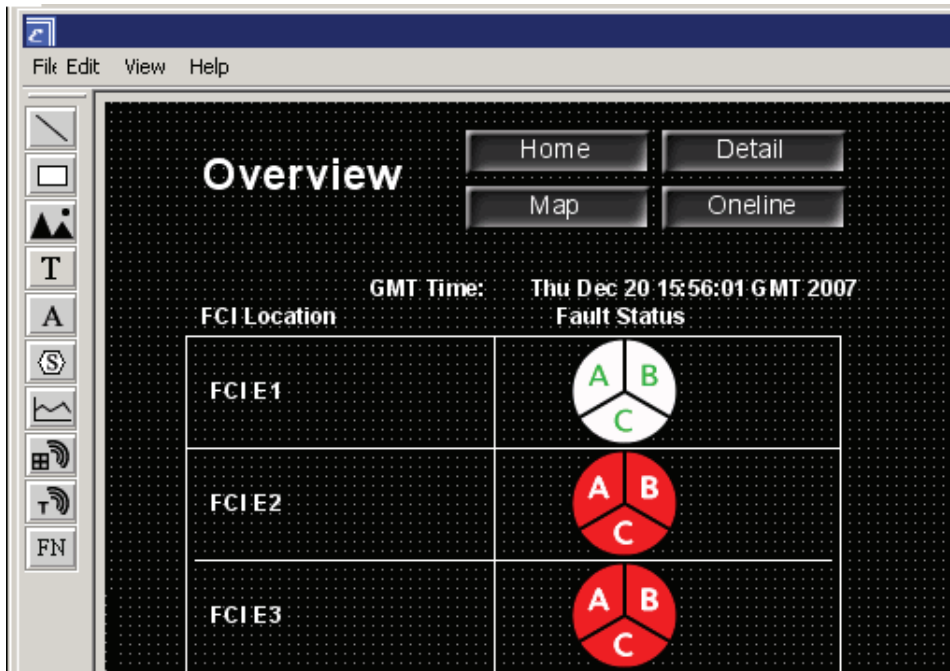 e
File Edit View Help
Overview
Home Detail
Map Oneline
GMT Time: Thu Dec 20 15:56:01 GMT 2007
FCI Location Fault Status
T
A
S
T
FN
FCI E1
A B
C
FCI E2
A B
C
FCI E3
A B
C